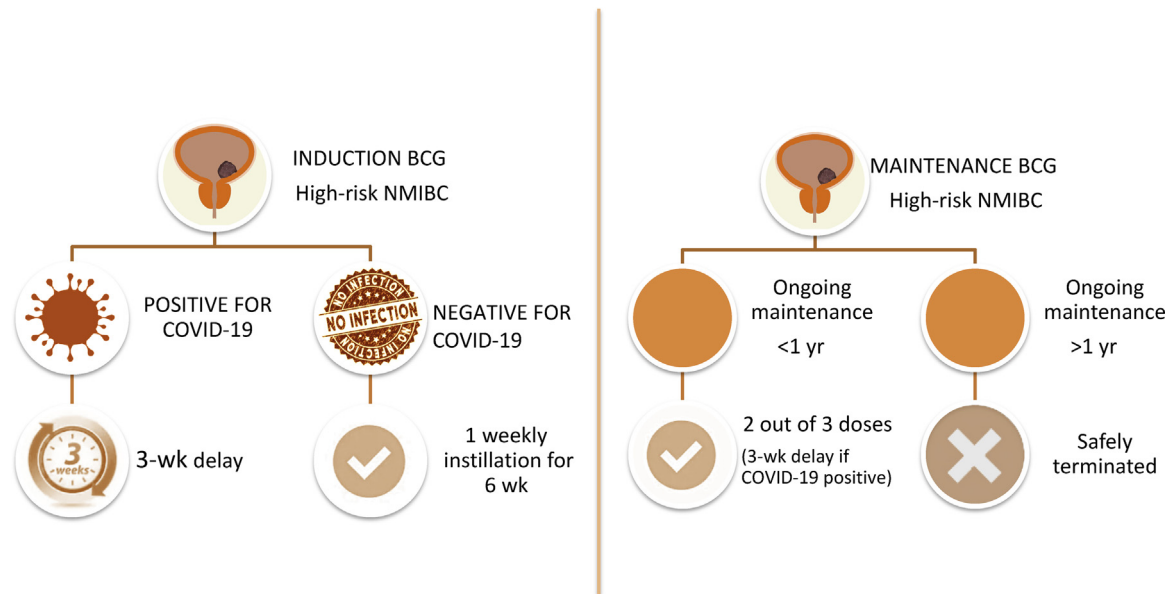 INDUCTION BCG
High-risk NMIBC
POSITIVE FOR
COVID-19
NO INFECTION
NO INFECTION
NO INFECTION
NEGATIVE FOR
COVID-19
3
weeks
3-wk delay
1 weekly
instillation for
6 wk
MAINTENANCE BCG
High-risk NMIBC
Ongoing
maintenance
<1 yr
Ongoing
maintenance
>1 yr
2 out of 3 doses
(3-wk delay if
COVID-19 positive)
Safely
terminated